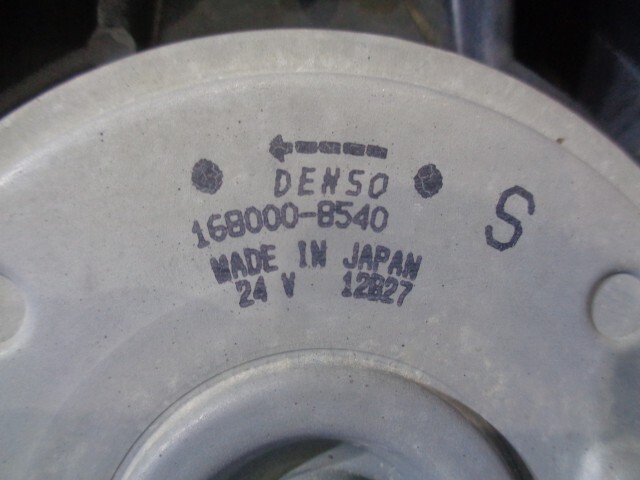 DENSO
168000-8540
S
MADE IN JAPAN
24 V 12B27